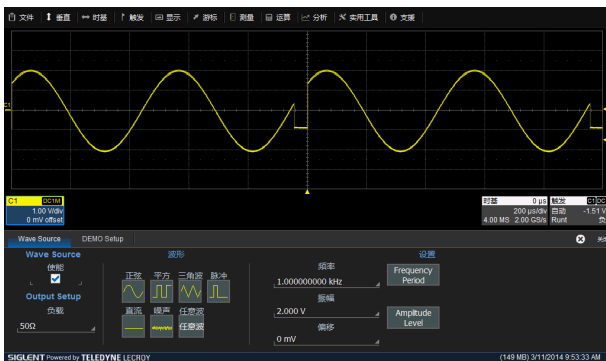 文件 垂直 时基 触发 显示 游标 测量 运算 分析 实用工具 支援
C1
C1 DC1M
1.00 V/div
0 mV offset
时基 0 µs
200 µs/div
4.00 MS 2.00 GS/s
触发 C1 DC
自动 -1.51 V
Runt 负
Wave Source DEMO Setup
Wave Source
使能
Output Setup
负载
50Ω
波形
正弦 平方 三角波 脉冲
直流 噪声 任意波
任意波
频率
1.000000000 kHz
振幅
2.000 V
偏移
0 mV
设置
Frequency
Period
Amplitude
Level
SIGLENT Powered by TELEDYNE LECROY
(149 MB) 3/11/2014 9:53:33 AM